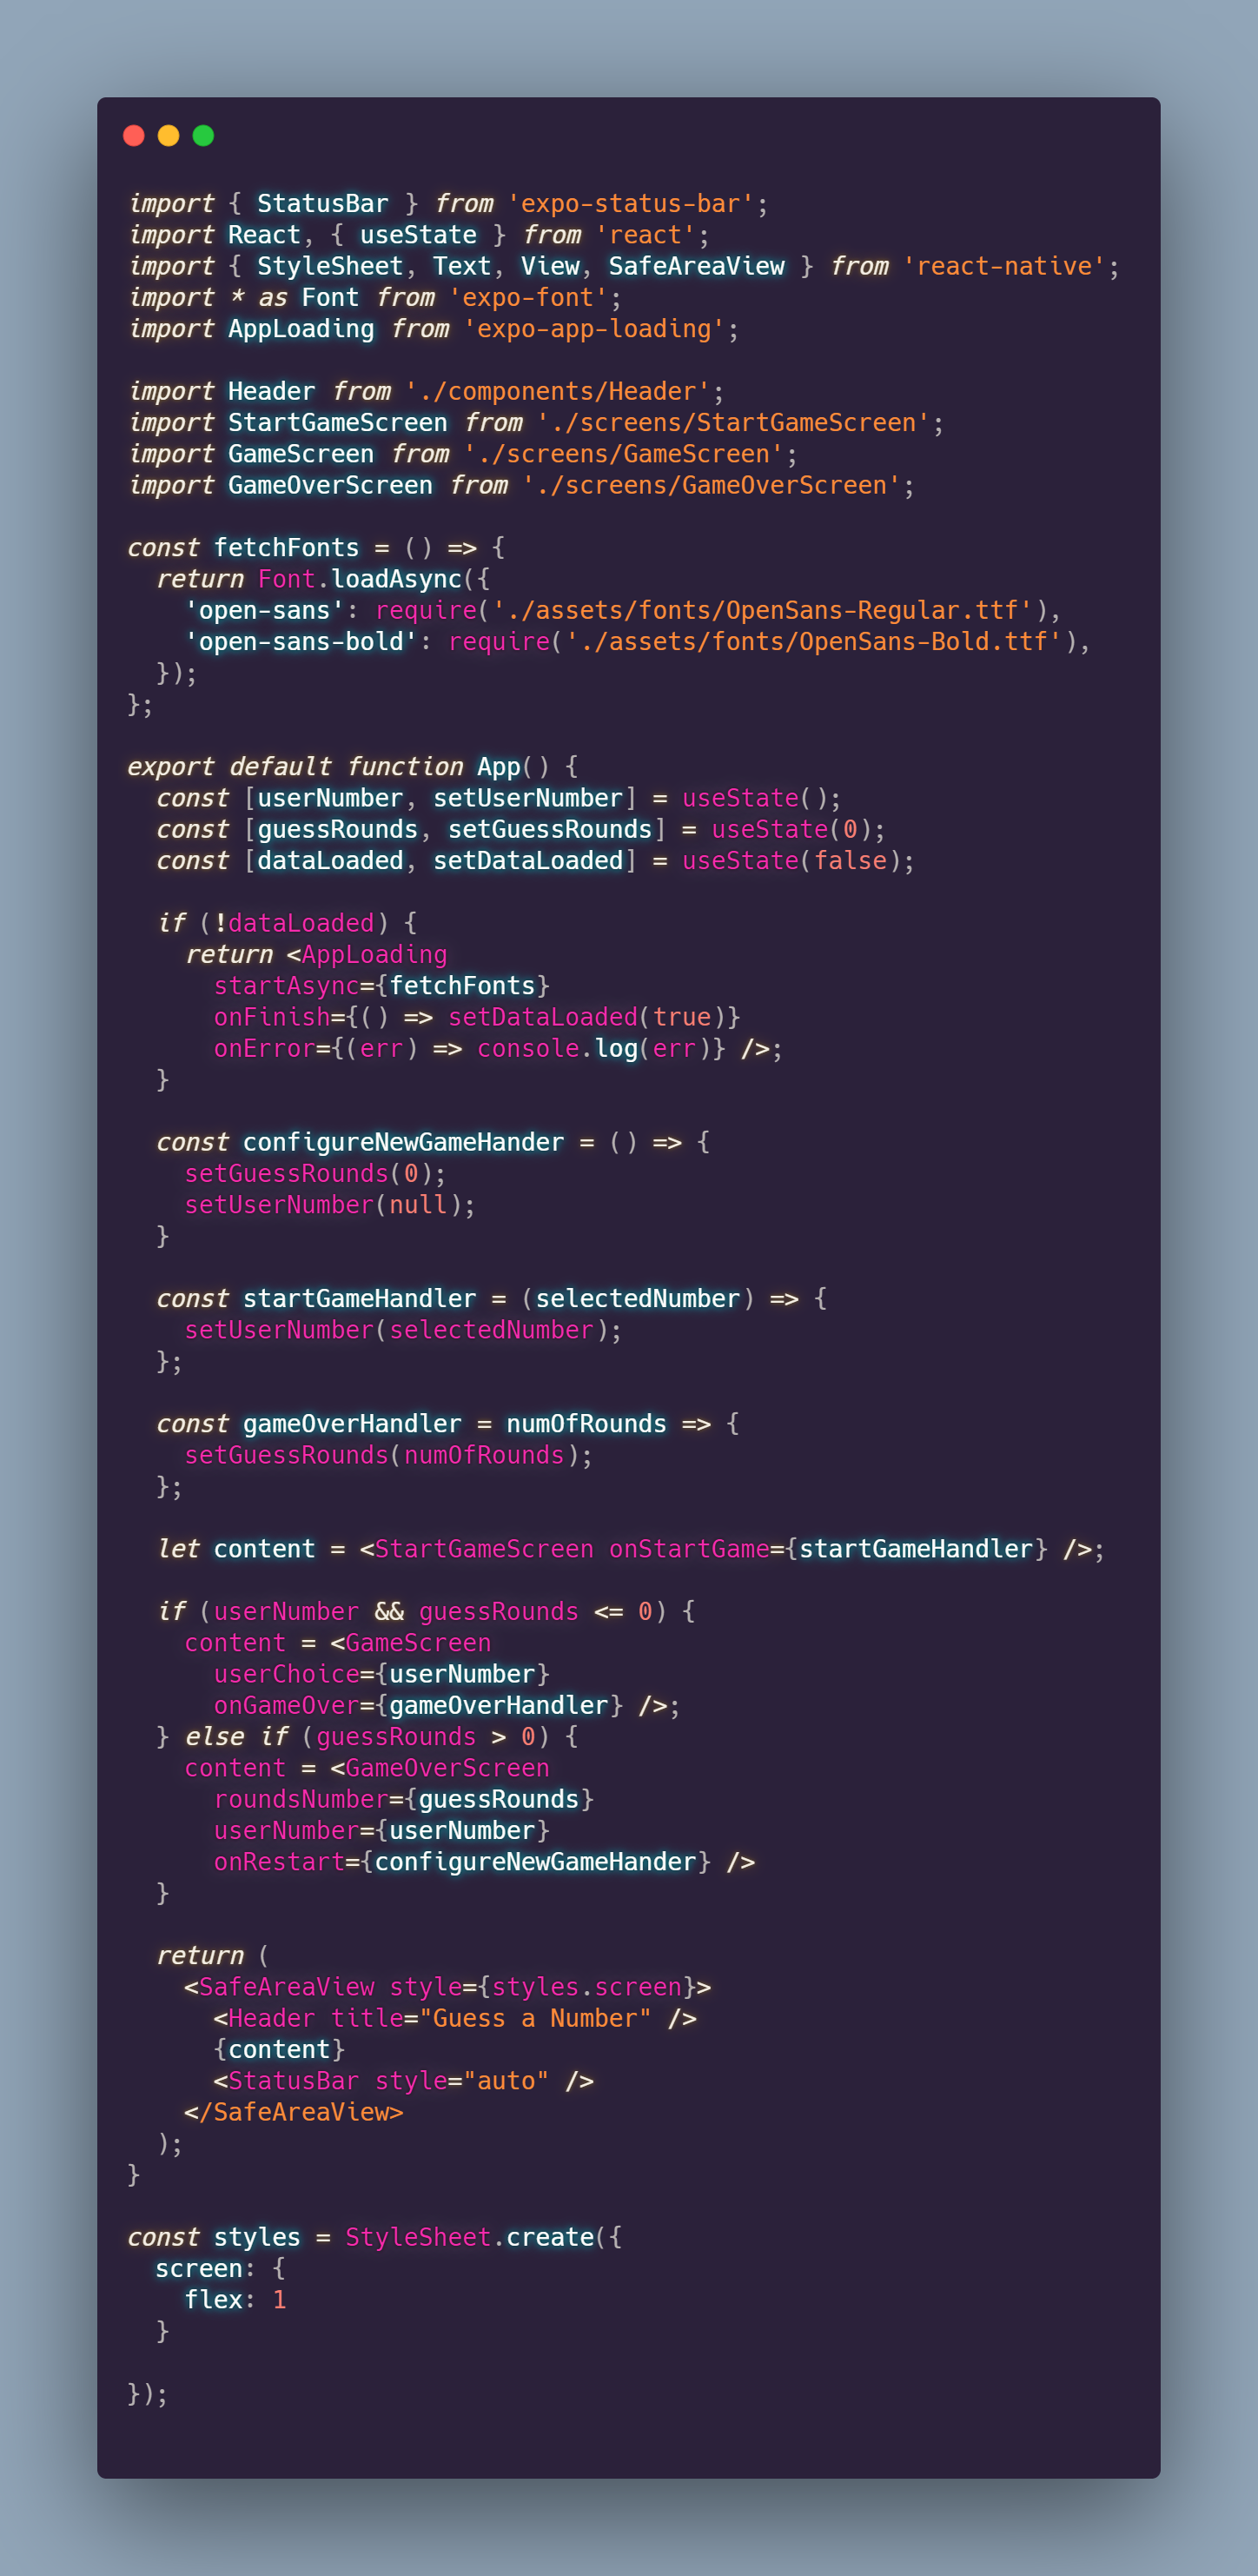 import { StatusBar } from 'expo-status-bar';
import React, { useState } from 'react';
import { StyleSheet, Text, View, SafeAreaView } from 'react-native';
import * as Font from 'expo-font';
import AppLoading from 'expo-app-loading';

import Header from './components/Header';
import StartGameScreen from './screens/StartGameScreen';
import GameScreen from './screens/GameScreen';
import GameOverScreen from './screens/GameOverScreen';

const fetchFonts = () => {
  return Font.loadAsync({
    'open-sans': require('./assets/fonts/OpenSans-Regular.ttf'),
    'open-sans-bold': require('./assets/fonts/OpenSans-Bold.ttf'),
  });
};

export default function App() {
  const [userNumber, setUserNumber] = useState();
  const [guessRounds, setGuessRounds] = useState(0);
  const [dataLoaded, setDataLoaded] = useState(false);

  if (!dataLoaded) {
    return <AppLoading
      startAsync={fetchFonts}
      onFinish={() => setDataLoaded(true)}
      onError={(err) => console.log(err)} />;
  }

  const configureNewGameHander = () => {
    setGuessRounds(0);
    setUserNumber(null);
  }

  const startGameHandler = (selectedNumber) => {
    setUserNumber(selectedNumber);
  };

  const gameOverHandler = numOfRounds => {
    setGuessRounds(numOfRounds);
  };

  let content = <StartGameScreen onStartGame={startGameHandler} />;

  if (userNumber && guessRounds <= 0) {
    content = <GameScreen
      userChoice={userNumber}
      onGameOver={gameOverHandler} />;
  } else if (guessRounds > 0) {
    content = <GameOverScreen
      roundsNumber={guessRounds}
      userNumber={userNumber}
      onRestart={configureNewGameHander} />
  }

  return (
    <SafeAreaView style={styles.screen}>
      <Header title="Guess a Number" />
      {content}
      <StatusBar style="auto" />
    </SafeAreaView>
  );
}

const styles = StyleSheet.create({
  screen: {
    flex: 1
  }

});